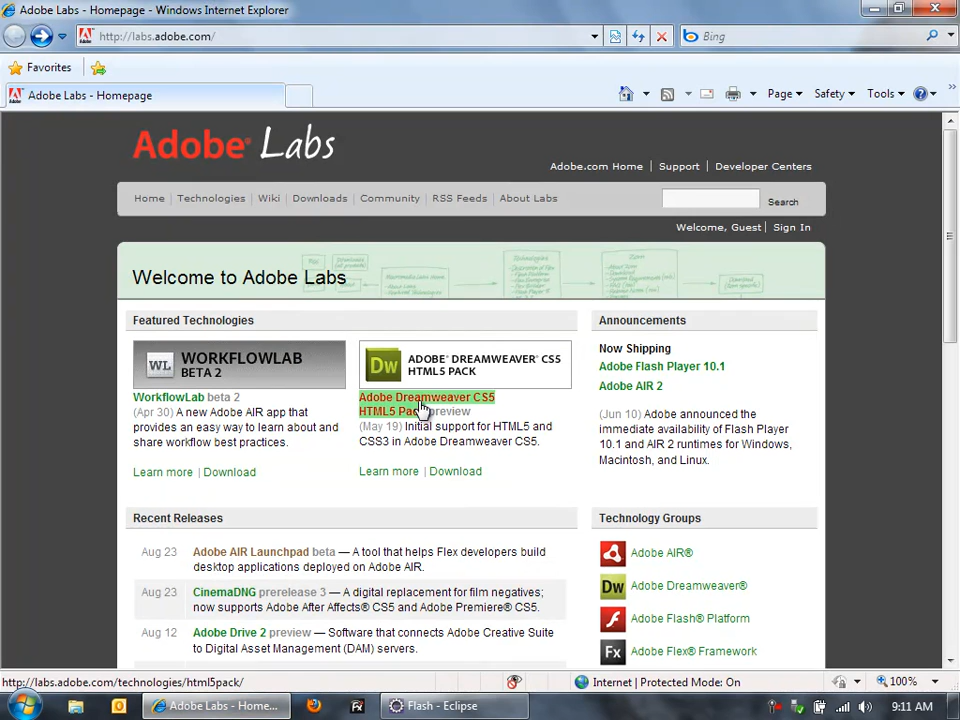 Adobe Labs - Homepage - Windows Internet Explorer
http://labs.adobe.com/
Bing
Favorites
Adobe Labs - Homepage
Page
Safety
Tools
Adobe® Labs
Adobe.com Home | Support | Developer Centers
Home | Technologies | Wiki | Downloads | Community | RSS Feeds | About Labs
Search
Welcome, Guest | Sign In
Welcome to Adobe Labs
Featured Technologies
WL
WORKFLOWLAB
BETA 2
WorkflowLab beta 2
(Apr 30) A new Adobe AIR app that
provides an easy way to learn about and
share workflow best practices.
Learn more | Download
Dw
ADOBE® DREAMWEAVER® CS5
HTML5 PACK
Adobe Dreamweaver CS5
HTML5 Pack preview
(May 19) Initial support for HTML5 and
CSS3 in Adobe Dreamweaver CS5.
Learn more | Download
Announcements
Now Shipping
Adobe Flash Player 10.1
Adobe AIR 2
(Jun 10) Adobe announced the
immediate availability of Flash Player
10.1 and AIR 2 runtimes for Windows,
Macintosh, and Linux.
Recent Releases
Aug 23 Adobe AIR Launchpad beta — A tool that helps Flex developers build
desktop applications deployed on Adobe AIR.
Aug 23 CinemaDNG prerelease 3 — A digital replacement for film negatives;
now supports Adobe After Affects® CS5 and Adobe Premiere® CS5.
Aug 12 Adobe Drive 2 preview — Software that connects Adobe Creative Suite
to Digital Asset Management (DAM) servers.
Technology Groups
Adobe AIR®
Dw Adobe Dreamweaver®
Adobe Flash® Platform
Fx Adobe Flex® Framework
http://labs.adobe.com/technologies/html5pack/
Internet | Protected Mode: On
100%
Adobe Labs - Home...
Fx
Flash - Eclipse
9:11 AM